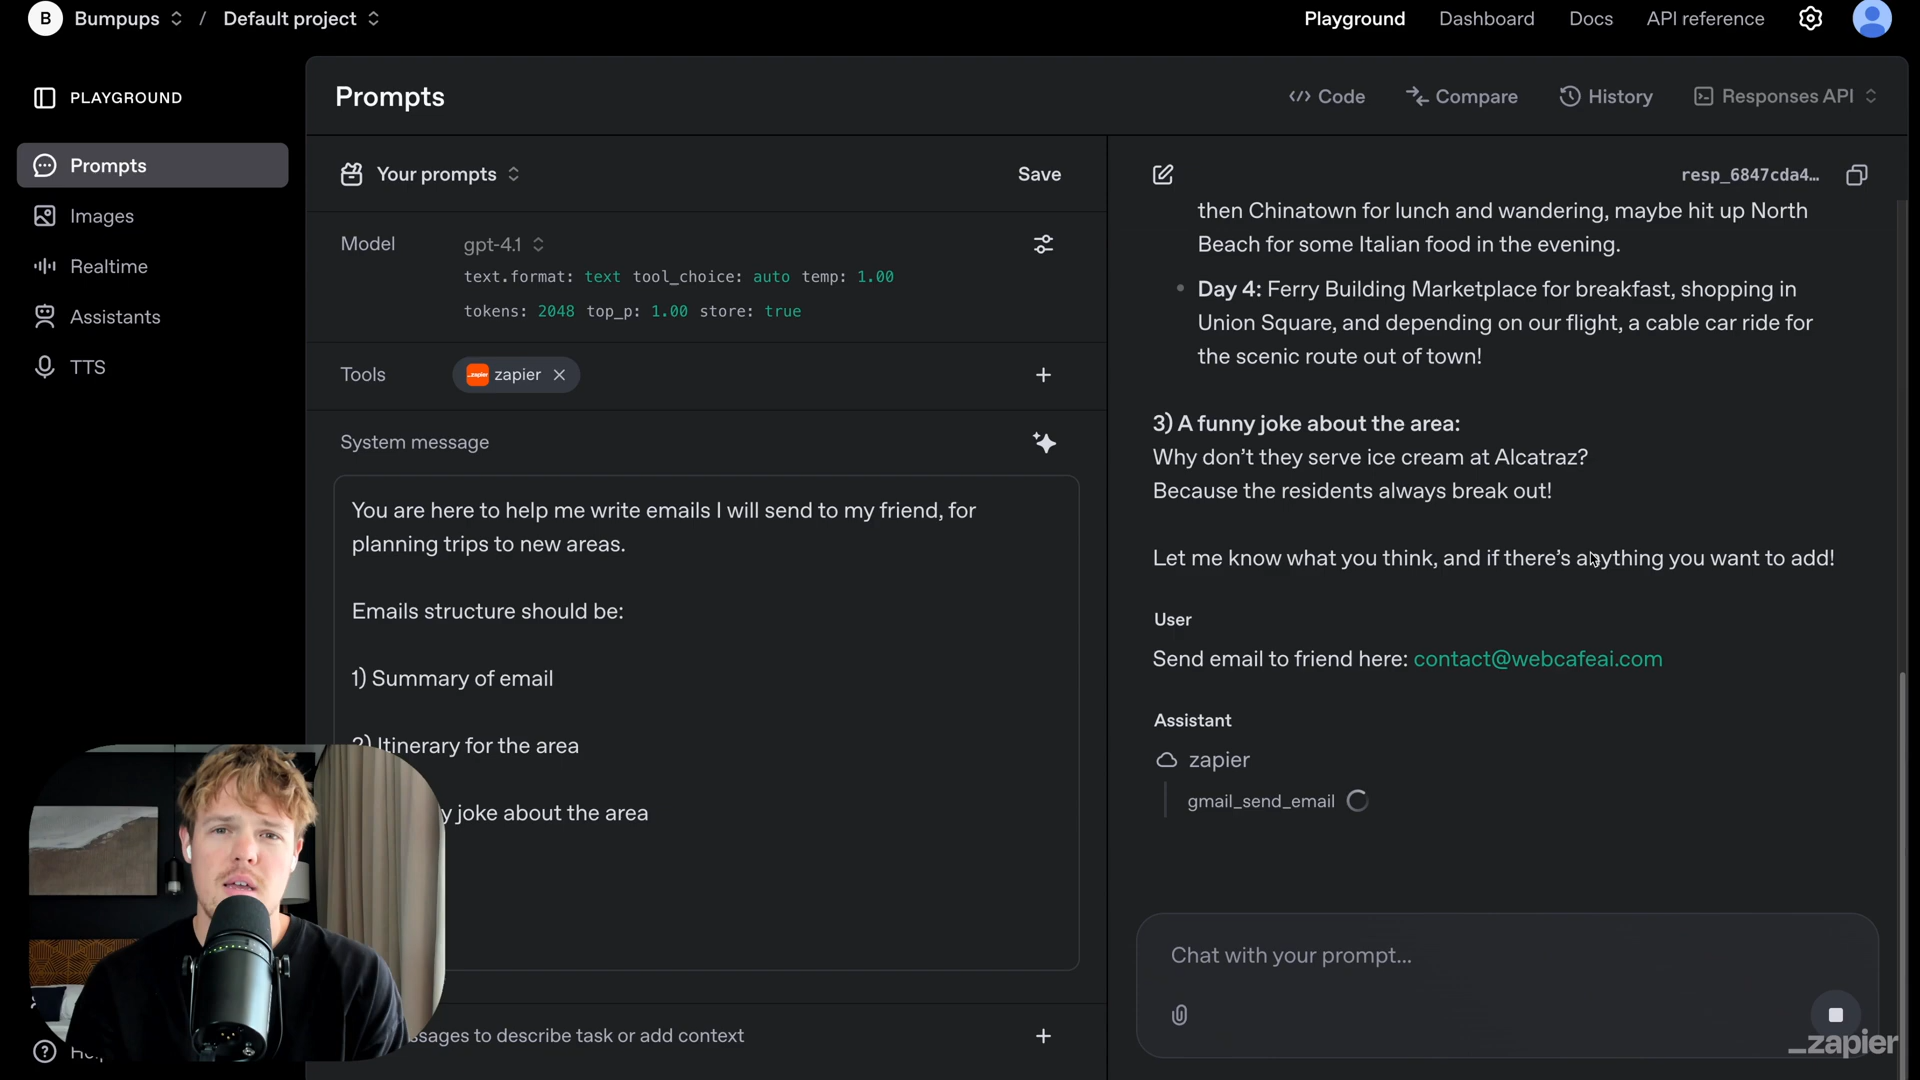 B Bumpups / Default project
Playground Dashboard Docs API reference
PLAYGROUND
Prompts
Images
Realtime
Assistants
TTS
Prompts
Code Compare History Responses API
Your prompts
Save
Model
gpt-4.1
text.format: text tool_choice: auto temp: 1.00
tokens: 2048 top_p: 1.00 store: true
Tools
zapier
System message
You are here to help me write emails I will send to my friend, for
planning trips to new areas.
Emails structure should be:
1) Summary of email
2) Itinerary for the area
y joke about the area
ssages to describe task or add context
resp_6847cda4…
then Chinatown for lunch and wandering, maybe hit up North
Beach for some Italian food in the evening.
• Day 4: Ferry Building Marketplace for breakfast, shopping in
Union Square, and depending on our flight, a cable car ride for
the scenic route out of town!
3) A funny joke about the area:
Why don’t they serve ice cream at Alcatraz?
Because the residents always break out!
Let me know what you think, and if there’s anything you want to add!
User
Send email to friend here: contact@webcafeai.com
Assistant
zapier
gmail_send_email
Chat with your prompt...
_zapier